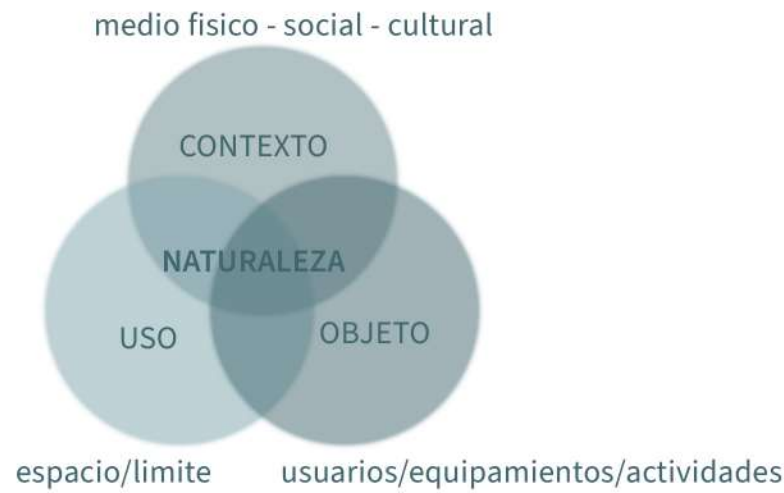 medio fisico - social - cultural
CONTEXTO
NATURALEZA
USO
OBJETO
espacio/limite
usuarios/equipamientos/actividades